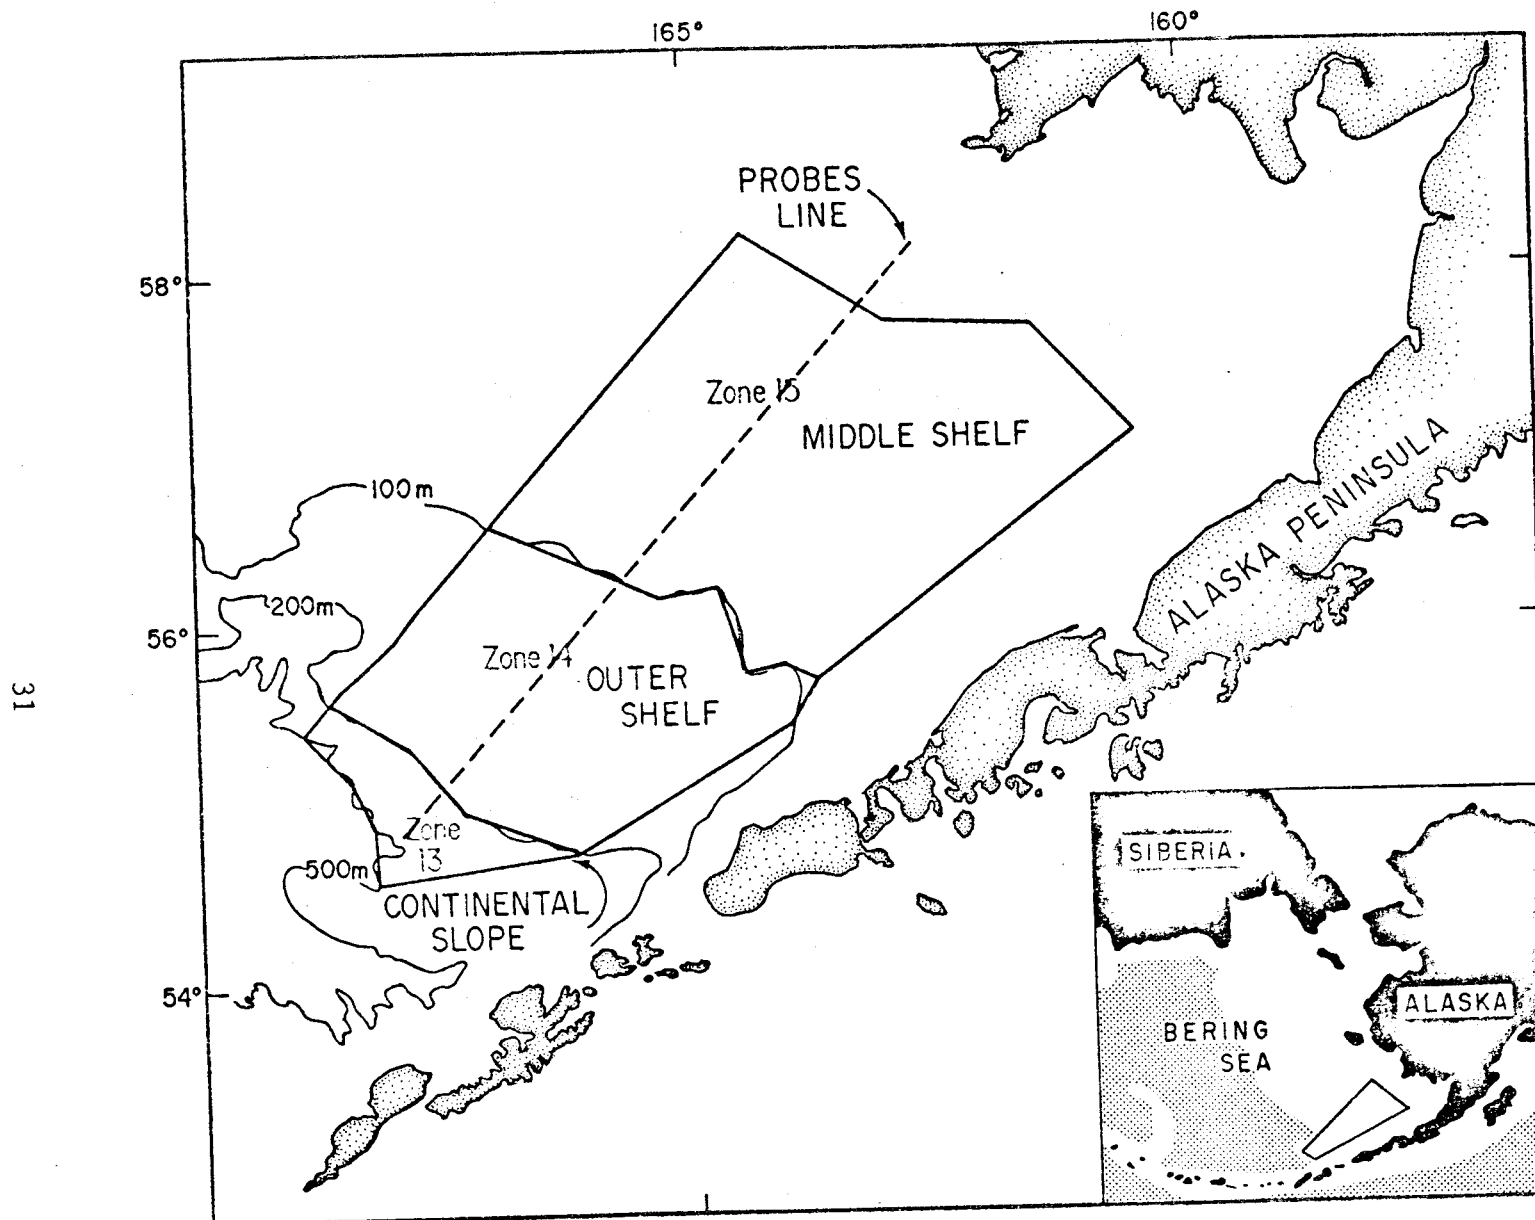 165°
160°
PROBES
LINE
58°
Zone 15
MIDDLE SHELF
100m
ALASKA PENINSULA
200m
56°
Zone 14
OUTER
SHELF
31
Zone
13
500m
CONTINENTAL
SLOPE
54°
SIBERIA.
ALASKA
BERING
SEA